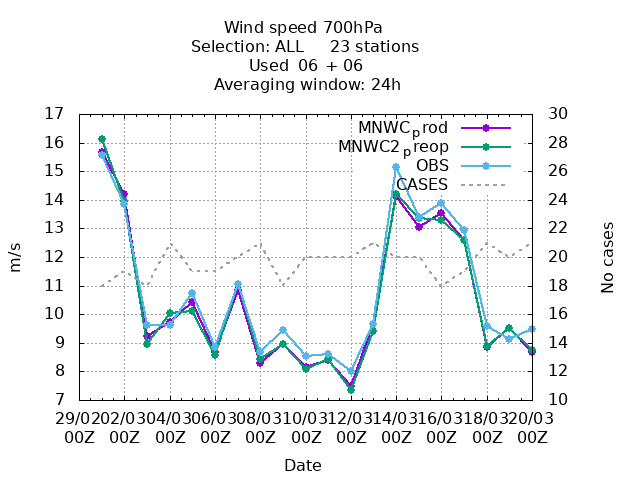 Wind speed 700hPa
Selection: ALL 23 stations
Used 06 + 06
Averaging window: 24h
17
16
15
14
13
12
11
10
9
8
7
m/s
MNWC_prod
MNWC2_preop
OBS
CASES
30
28
26
24
22
20
18
16
14
12
10
No cases
29/02 02/03 04/03 06/03 08/03 10/03 12/03 14/03 16/03 18/03 20/03
00Z 00Z 00Z 00Z 00Z 00Z 00Z 00Z 00Z 00Z 00Z
Date